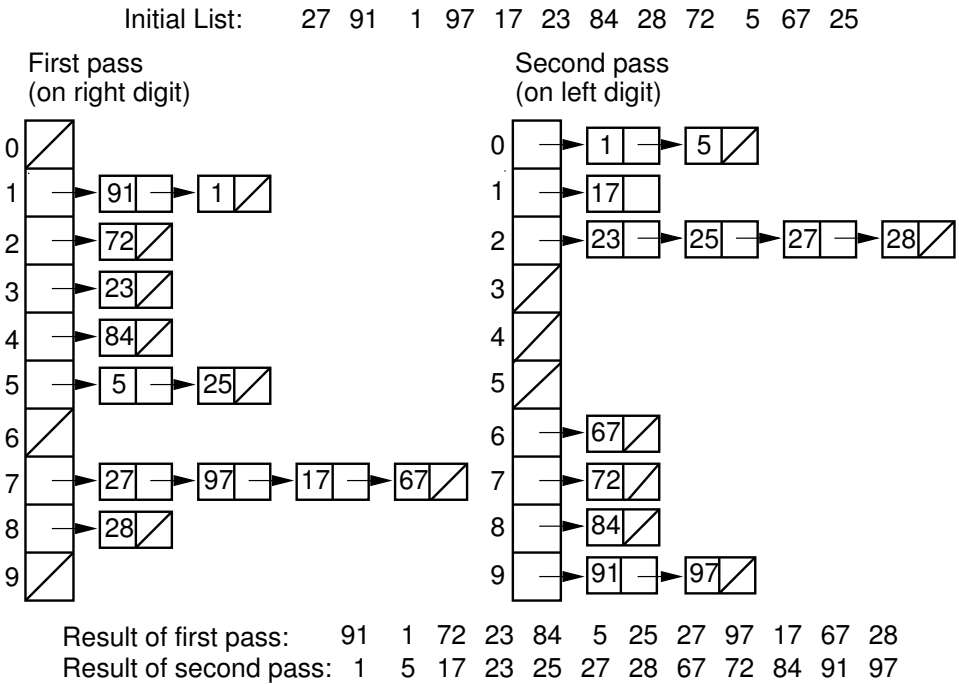 Initial List: 27 91 1 97 17 23 84 28 72 5 67 25
First pass
(on right digit)
0
1 91 1
2 72
3 23
4 84
5 5 25
6
7 27 97 17 67
8 28
9
Second pass
(on left digit)
0 1 5
1 17
2 23 25 27 28
3
4
5
6 67
7 72
8 84
9 91 97
Result of first pass: 91 1 72 23 84 5 25 27 97 17 67 28
Result of second pass: 1 5 17 23 25 27 28 67 72 84 91 97